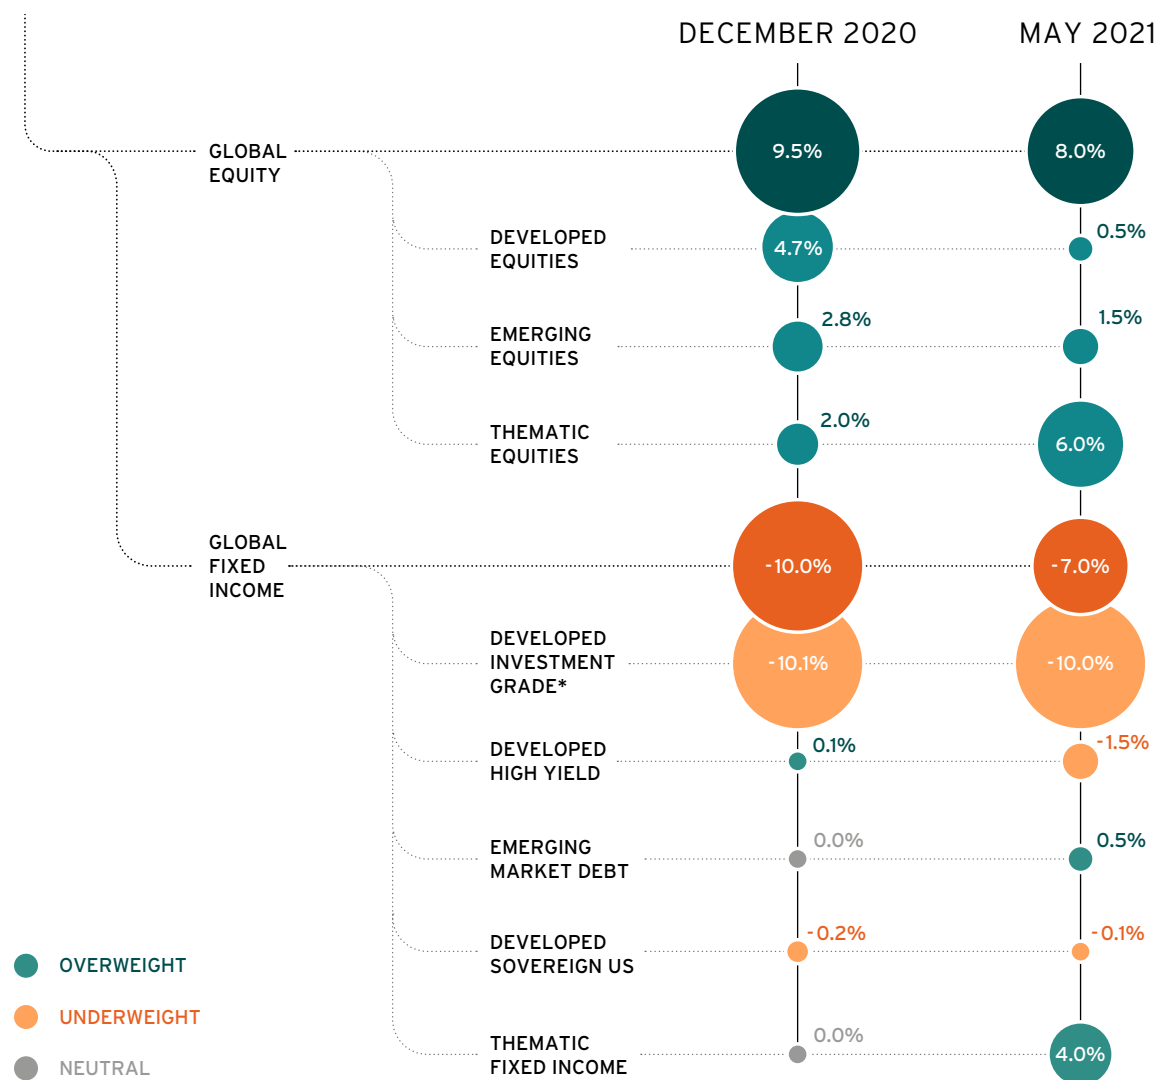 DECEMBER 2020 MAY 2021
GLOBAL
EQUITY
9.5% 8.0%
DEVELOPED
EQUITIES
4.7% 0.5%
EMERGING
EQUITIES
2.8% 1.5%
THEMATIC
EQUITIES
2.0% 6.0%
GLOBAL
FIXED
INCOME
-10.0% -7.0%
DEVELOPED
INVESTMENT
GRADE*
-10.1% -10.0%
DEVELOPED
HIGH YIELD
0.1% -1.5%
EMERGING
MARKET DEBT
0.0% 0.5%
DEVELOPED
SOVEREIGN US
-0.2% -0.1%
THEMATIC
FIXED INCOME
0.0% 4.0%
OVERWEIGHT
UNDERWEIGHT
NEUTRAL